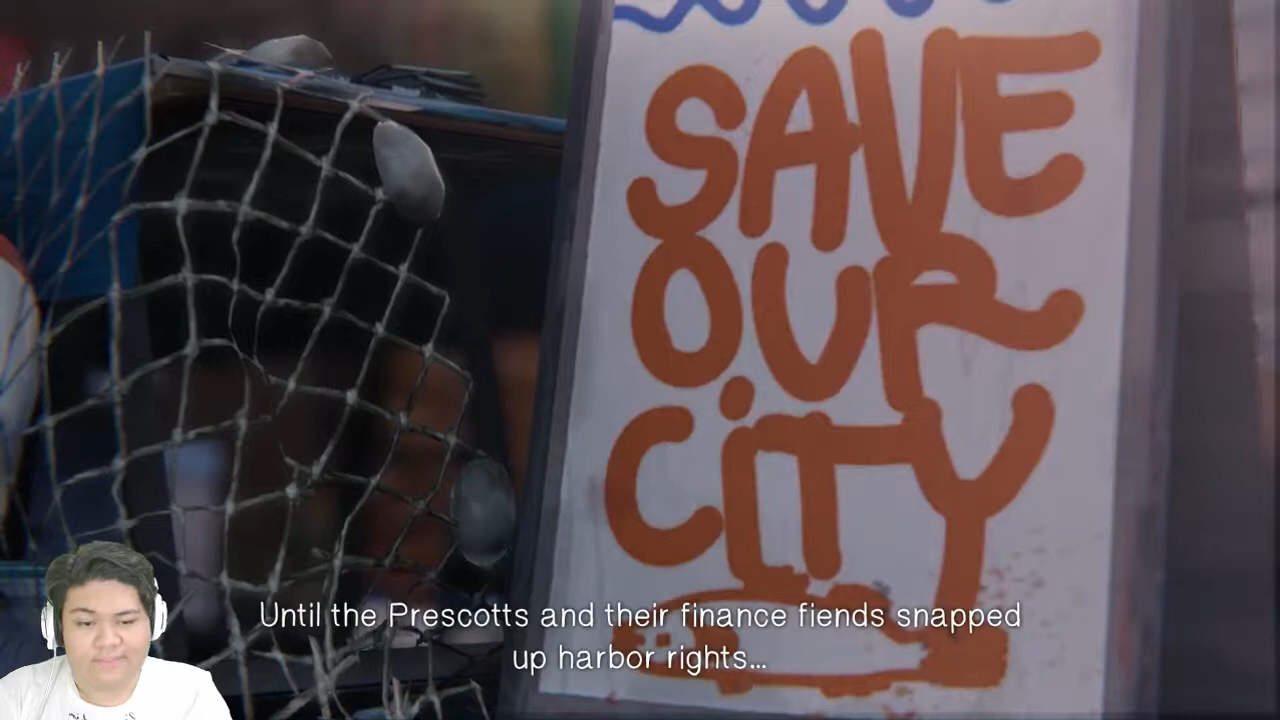 SAVE
OUR
CITY
Until the Prescotts and their finance fiends snapped
up harbor rights...